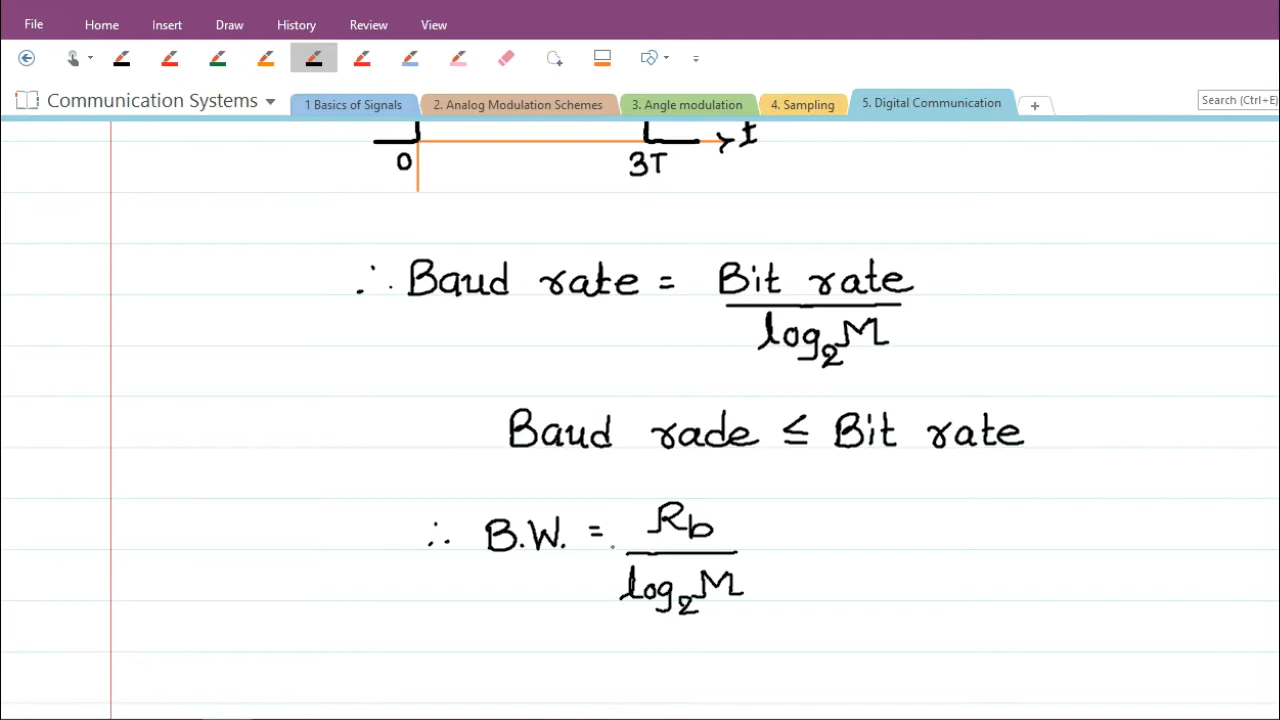 File Home Insert Draw History Review View
Communication Systems 1 Basics of Signals 2. Analog Modulation Schemes 3. Angle modulation 4. Sampling 5. Digital Communication + Search (Ctrl+E)
t
0 3T
∴ Baud rate = Bit rate
log₂M
Baud rade ≤ Bit rate
∴ B.W. = Rb
log₂M